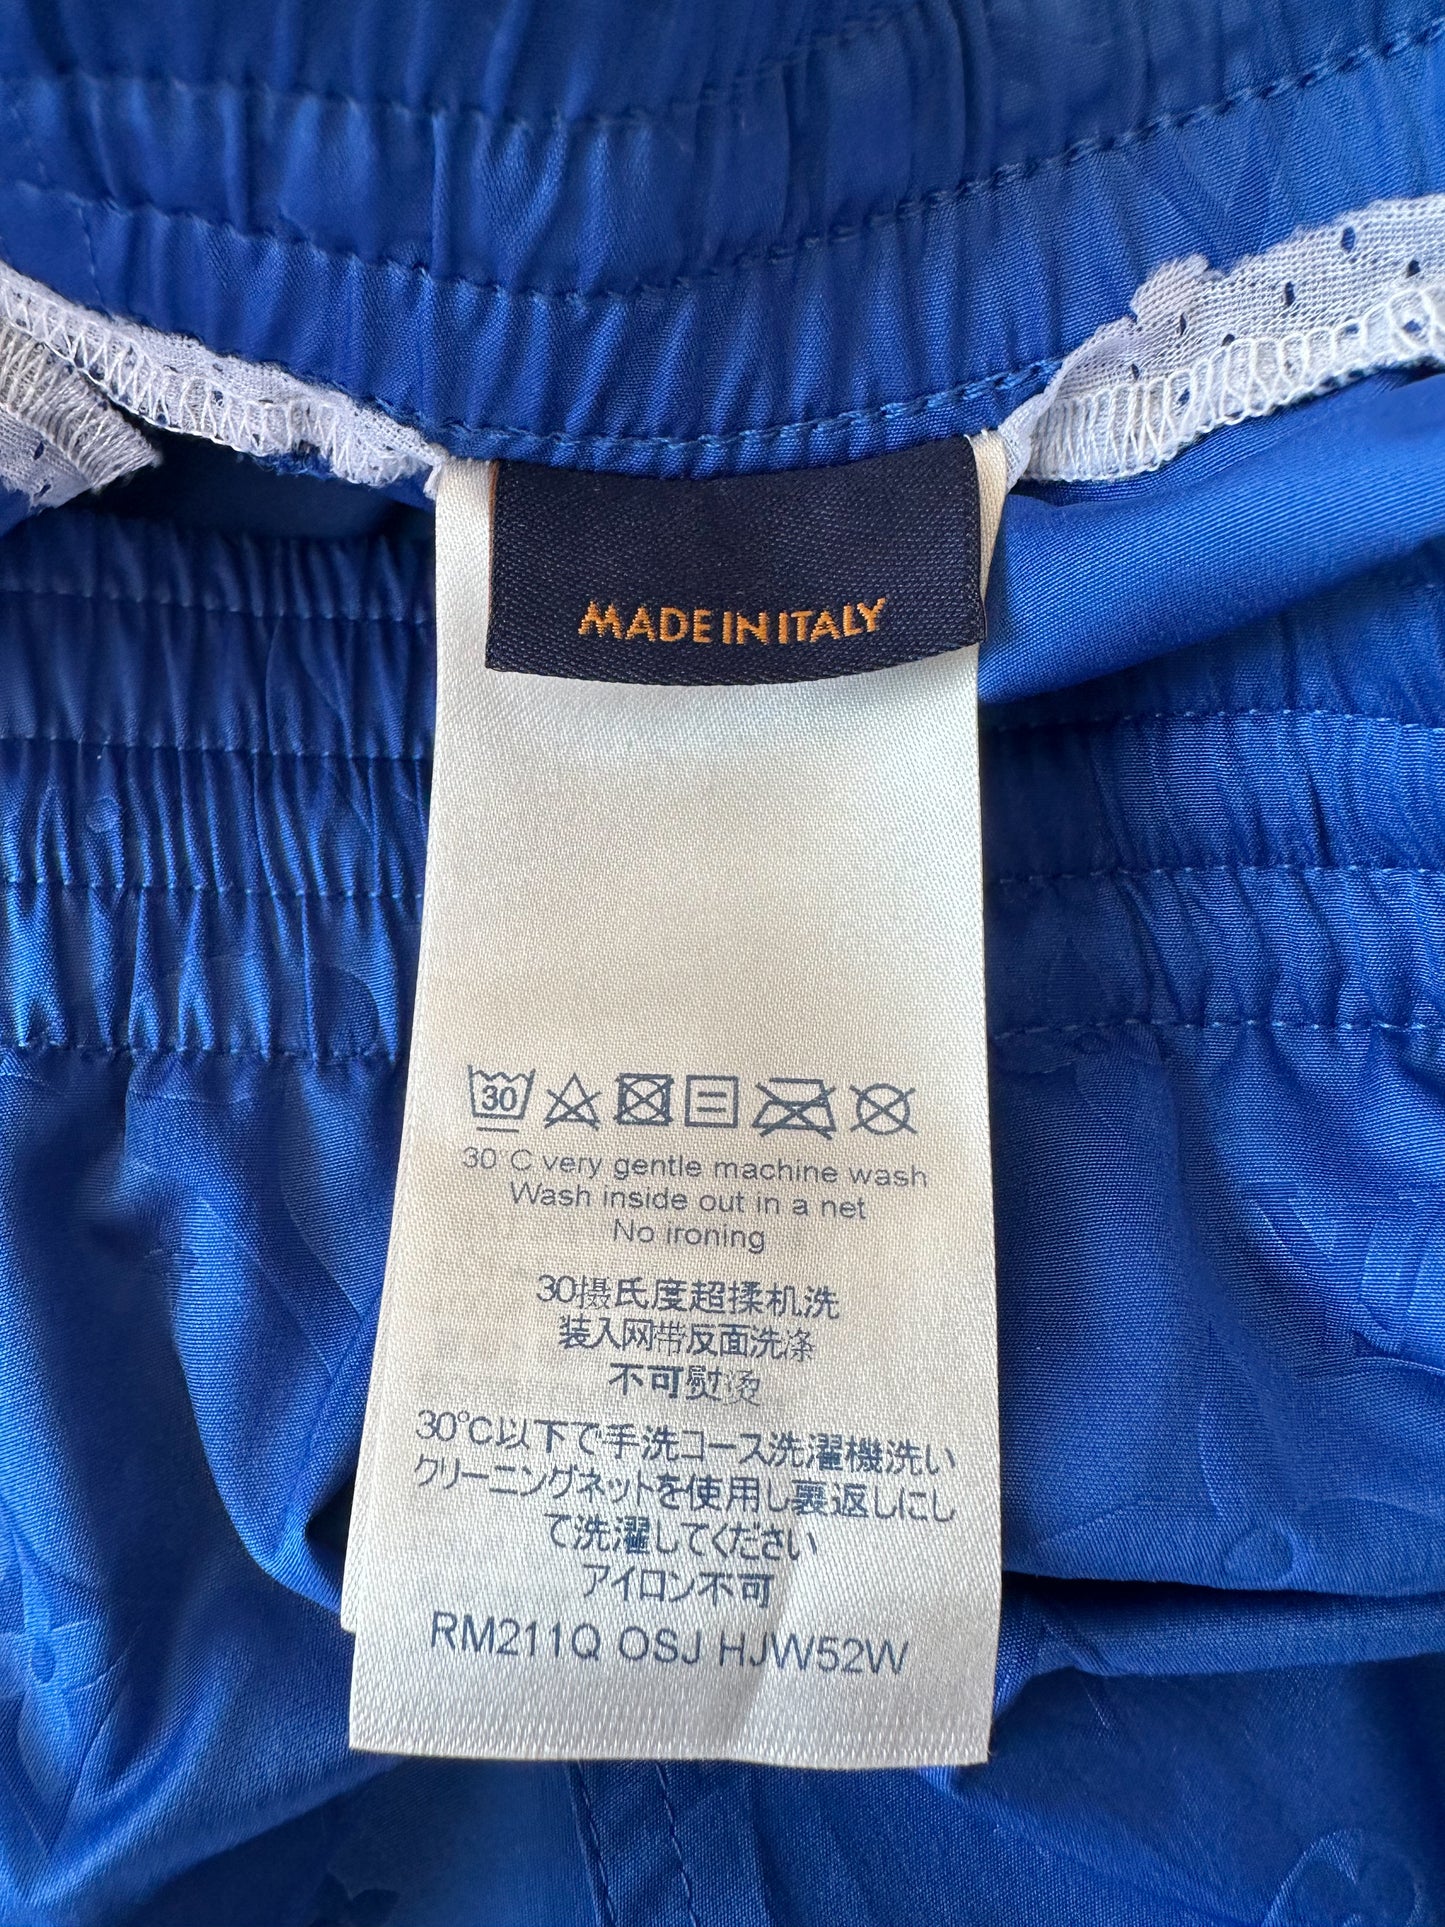 MADE IN ITALY
30
30°C very gentle machine wash
Wash inside out in a net
No ironing
30摄氏度超揉机洗
装入网带反面洗涤
不可熨烫
30℃以下で手洗コース洗濯機洗い
クリーニングネットを使用し裏返しにし
て洗濯してください
アイロン不可
RM211Q OSJ HJW52W